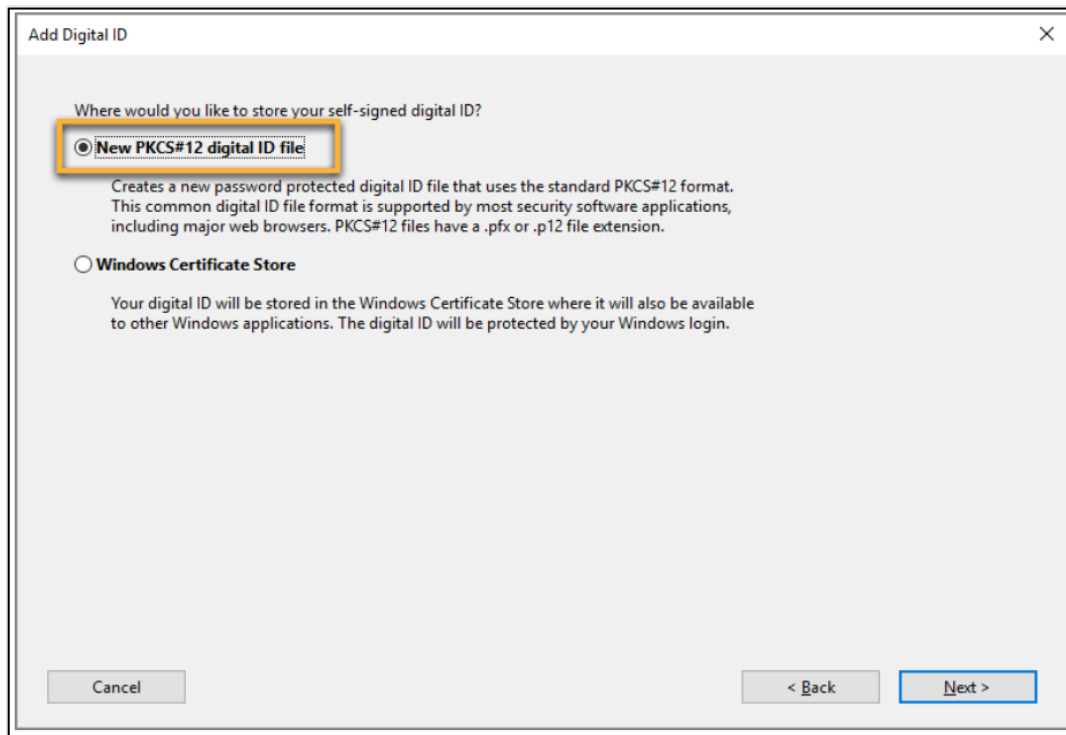 Add Digital ID
Where would you like to store your self-signed digital ID?
New PKCS#12 digital ID file
Creates a new password protected digital ID file that uses the standard PKCS#12 format.
This common digital ID file format is supported by most security software applications,
including major web browsers. PKCS#12 files have a .pfx or .p12 file extension.
Windows Certificate Store
Your digital ID will be stored in the Windows Certificate Store where it will also be available
to other Windows applications. The digital ID will be protected by your Windows login.
Cancel
< Back
Next >